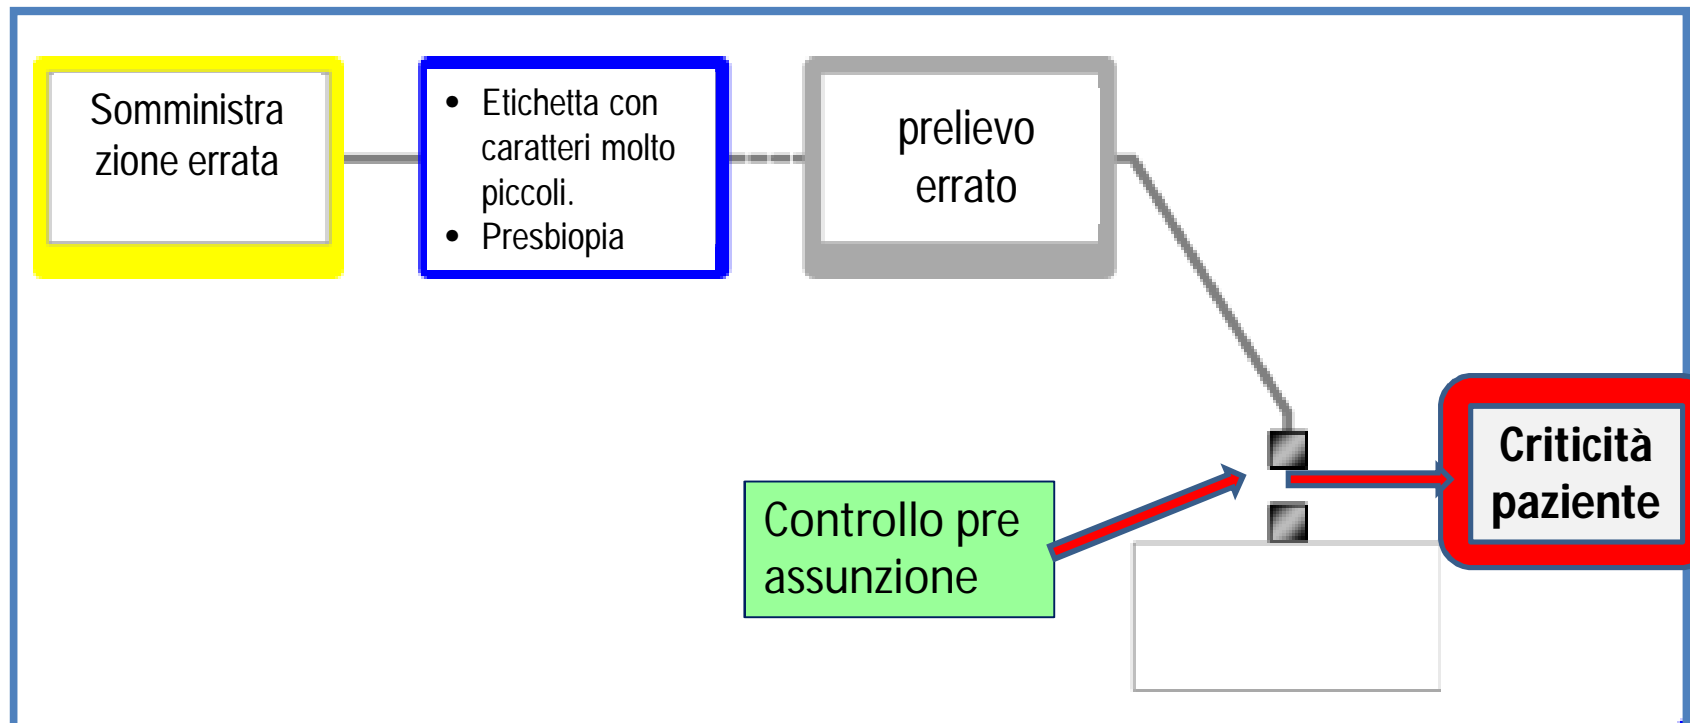 Somministra
zione errata
• Etichetta con
caratteri molto
piccoli.
• Presbiopia
prelievo
errato
Criticità
paziente
Controllo pre
assunzione